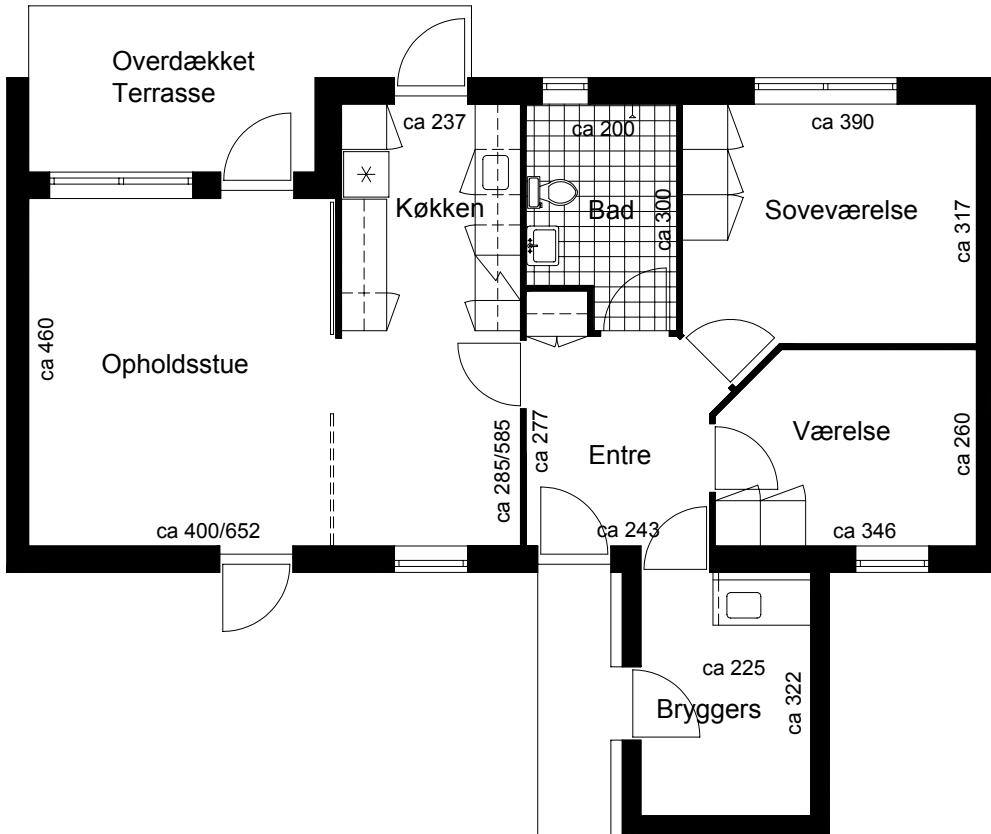 Overdækket
Terrasse
ca 237
ca 200
ca 390
Køkken
Bad
ca 300
Soveværelse
ca 317
ca 460
Opholdsstue
ca 285/585
ca 277
Entre
Værelse
ca 260
ca 400/652
ca 243
ca 346
ca 225
ca 322
Bryggers